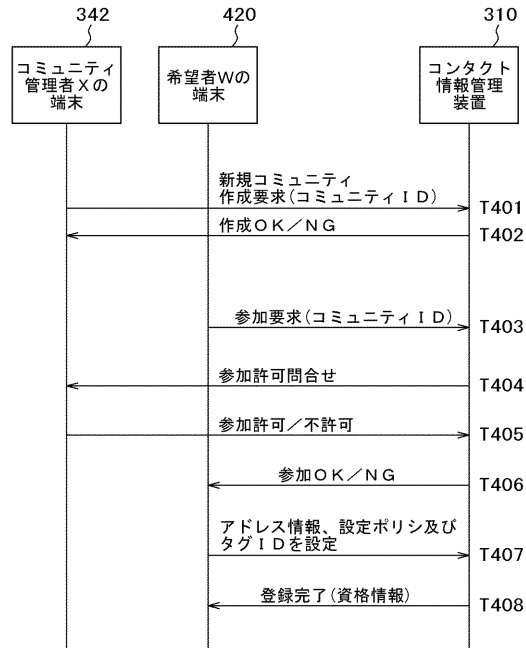 342
420
310
コミュニティ
管理者Xの
端末
希望者Wの
端末
コンタクト
情報管理
装置
新規コミュニティ
作成要求(コミュニティID)
T401
作成OK/NG
T402
参加要求(コミュニティID)
T403
参加許可問合せ
T404
参加許可/不許可
T405
参加OK/NG
T406
アドレス情報、設定ポリシ及び
タグIDを設定
T407
登録完了(資格情報)
T408